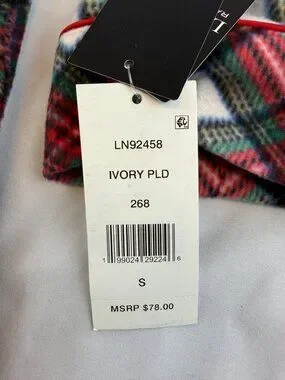 LN92458
IVORY PLD
268
1 99024 29224 6
S
MSRP $78.00